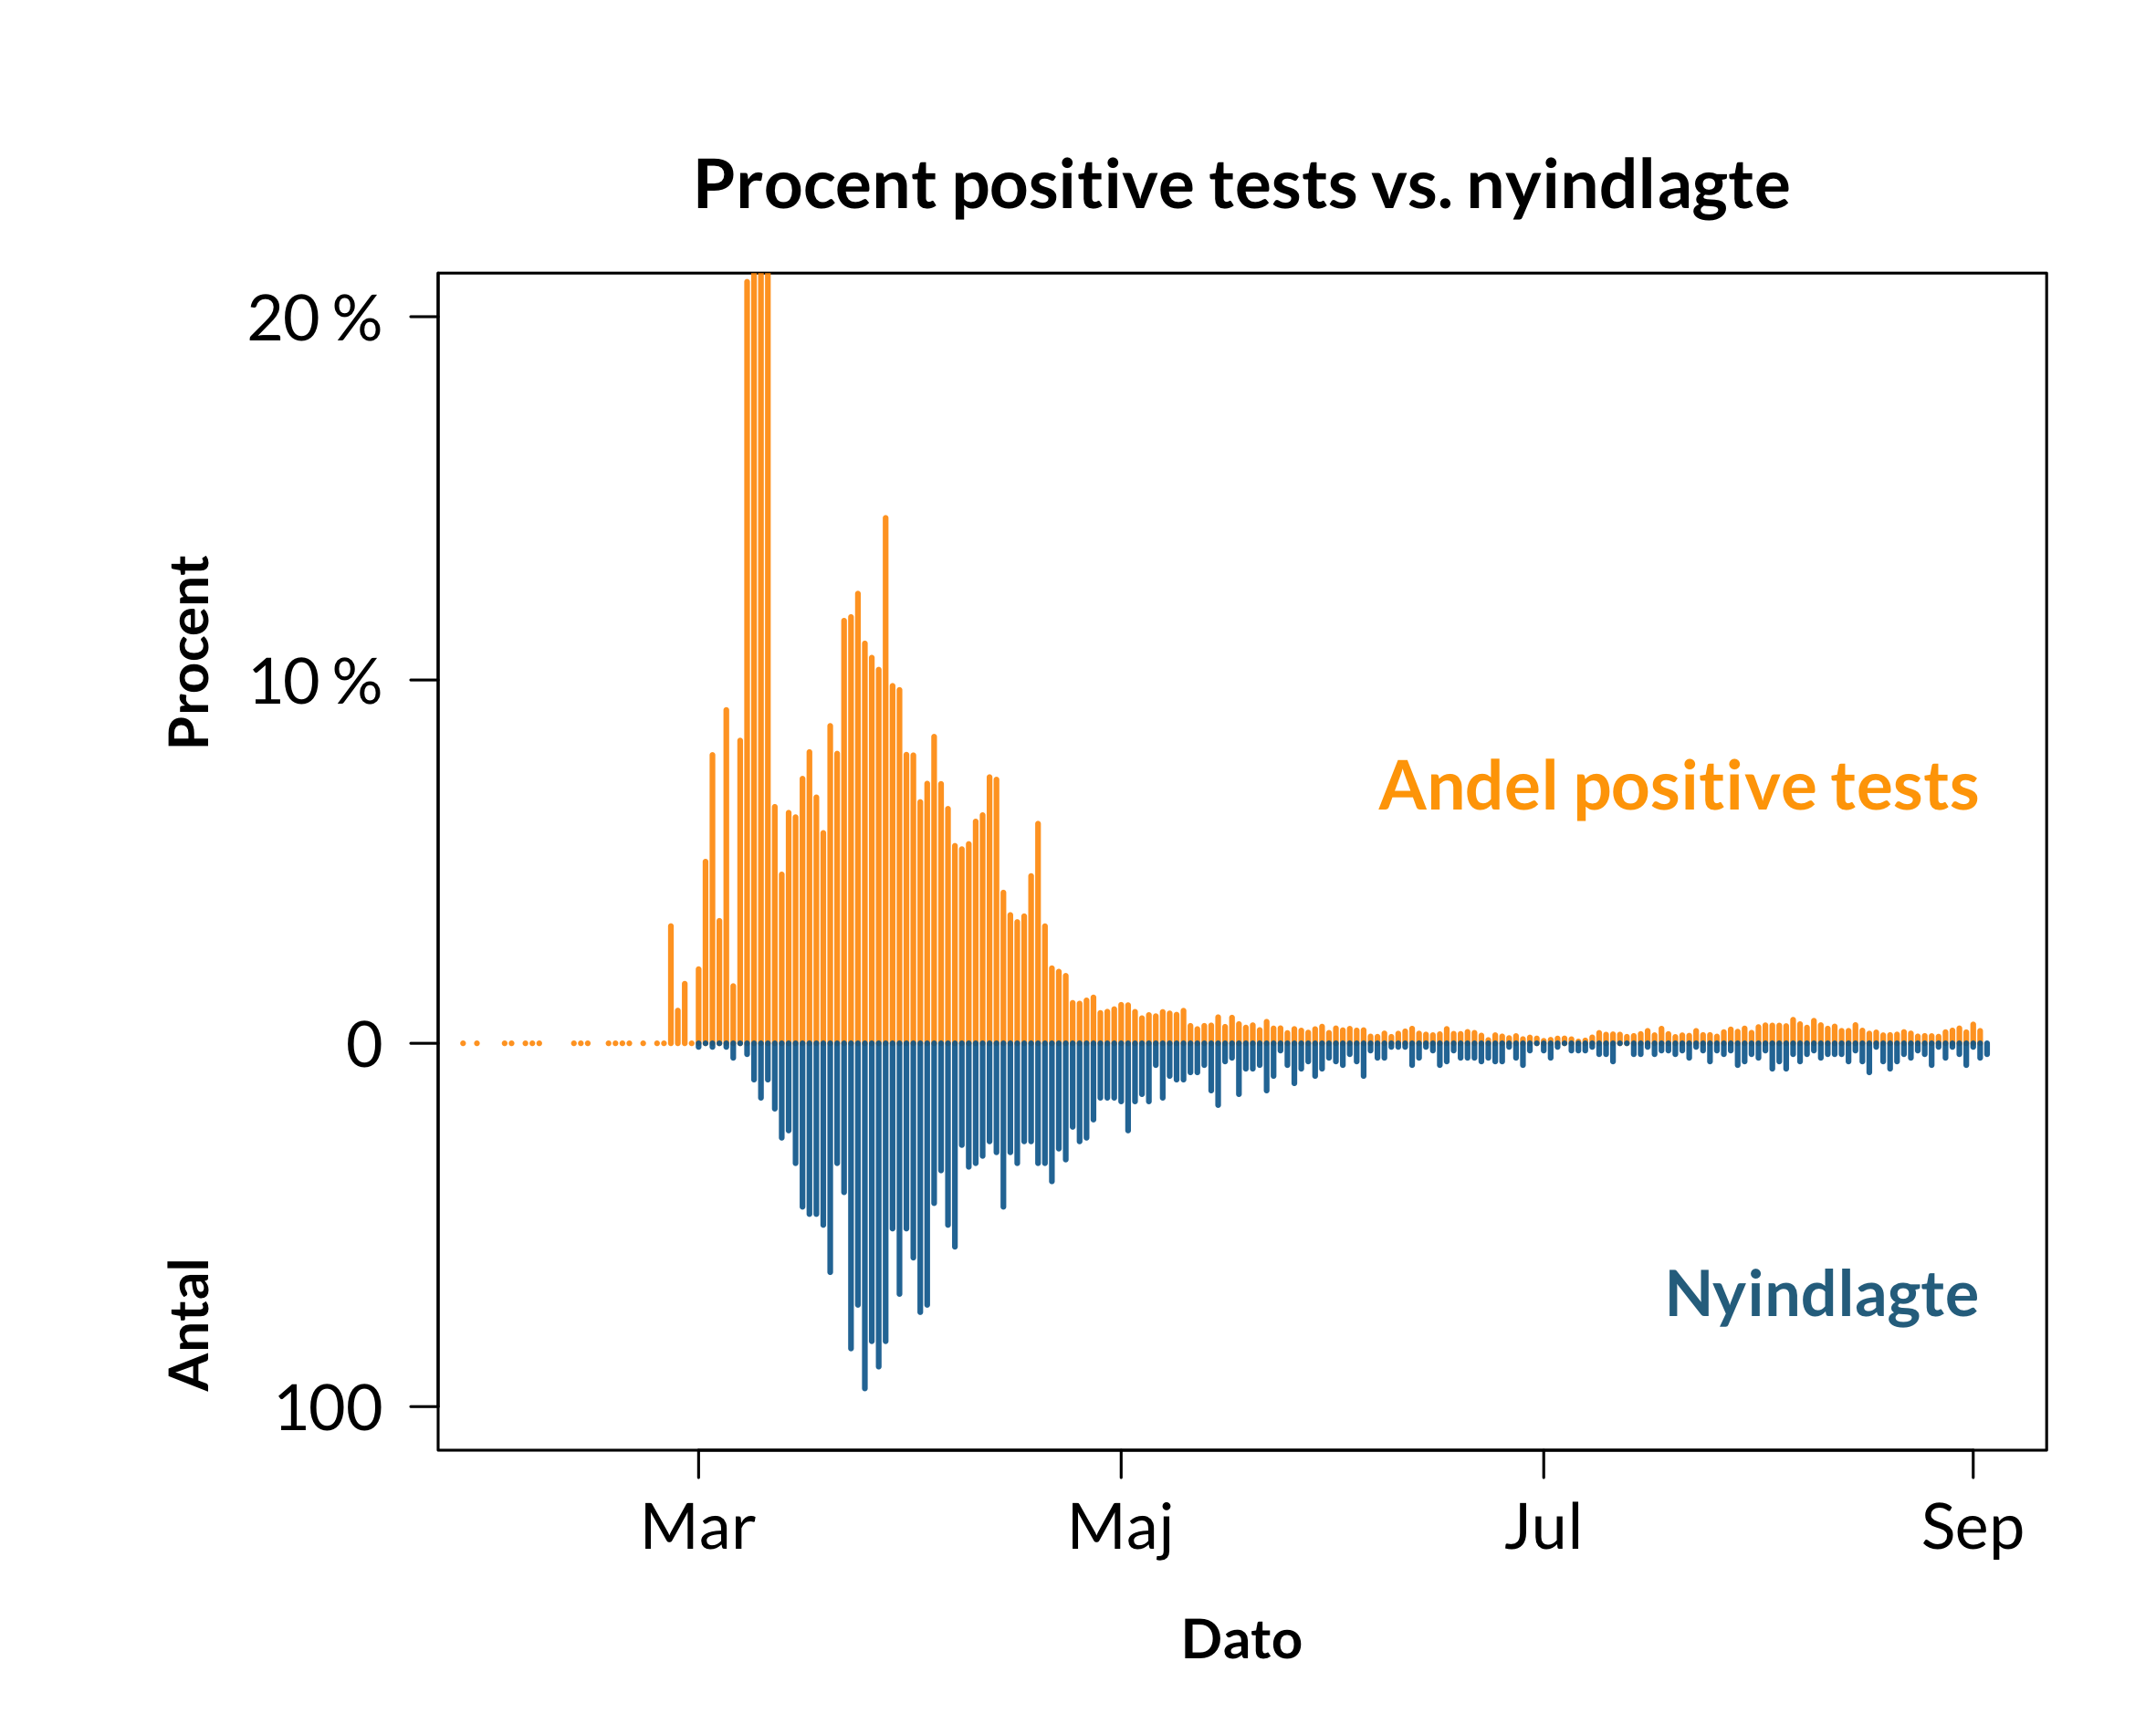 Procent positive tests vs. nyindlagte
20 %
10 %
0
100
Procent
Antal
Andel positive tests
Nyindlagte
Mar
Maj
Jul
Sep
Dato